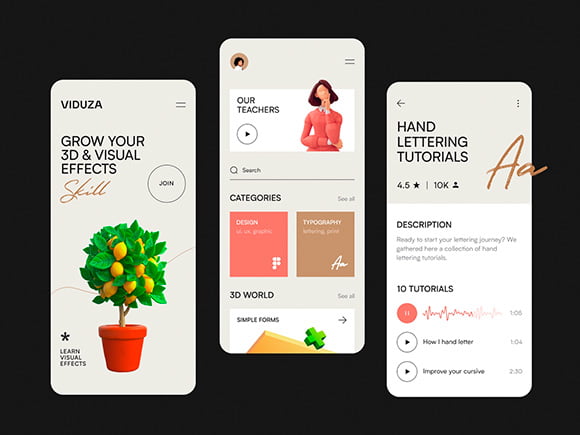 VIDUZA
GROW YOUR
3D & VISUAL
EFFECTS
Skill
JOIN
*
LEARN
VISUAL
EFFECTS
OUR
TEACHERS
Search
CATEGORIES
See all
DESIGN
ui, ux, graphic
TYPOGRAPHY
lettering, print
Aa
3D WORLD
See all
SIMPLE FORMS
HAND
LETTERING
TUTORIALS
Aa
4.5 ★ | 10K
DESCRIPTION
Ready to start your lettering journey? We
gathered here a collection of hand
lettering tutorials.
10 TUTORIALS
1:08
How I hand letter
1:04
Improve your cursive
2:30